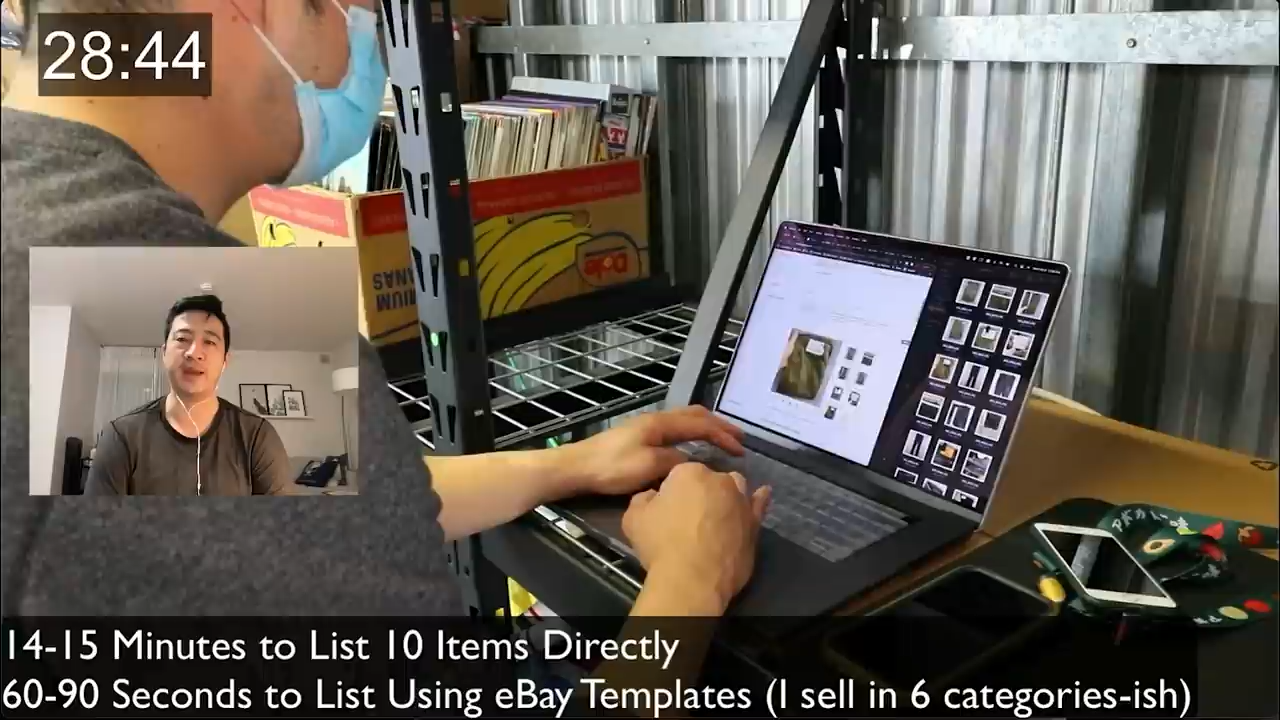 28:44
Dole
14-15 Minutes to List 10 Items Directly
60-90 Seconds to List Using eBay Templates (I sell in 6 categories-ish)